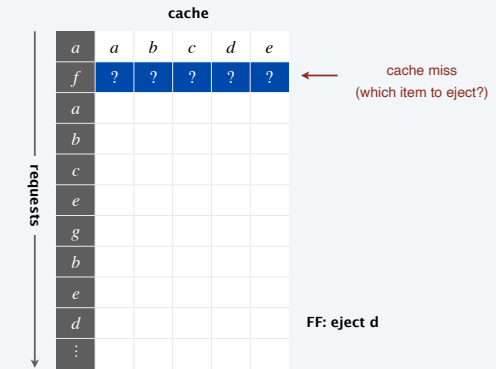 cache
a a b c d e
f ? ? ? ? ? cache miss
(which item to eject?)
a
b
c
e
g
b
e
d FF: eject d
⋮
requests